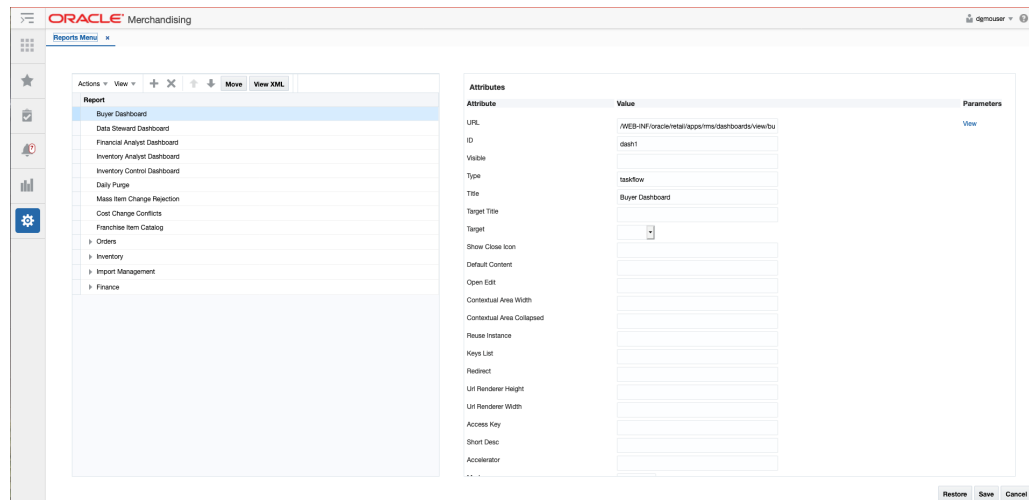 ORACLE® Merchandising
demouser
Reports Menu ×
Actions View Move View XML
Report
Buyer Dashboard
Data Steward Dashboard
Financial Analyst Dashboard
Inventory Analyst Dashboard
Inventory Control Dashboard
Daily Purge
Mass Item Change Rejection
Cost Change Conflicts
Franchise Item Catalog
Orders
Inventory
Import Management
Finance
Attributes
Attribute Value Parameters
URL /WEB-INF/oracle/retail/apps/rms/dashboards/view/bu View
ID dash1
Visible
Type taskflow
Title Buyer Dashboard
Target Title
Target
Show Close Icon
Default Content
Open Edit
Contextual Area Width
Contextual Area Collapsed
Reuse Instance
Keys List
Redirect
Url Renderer Height
Url Renderer Width
Access Key
Short Desc
Accelerator
Restore Save Cancel